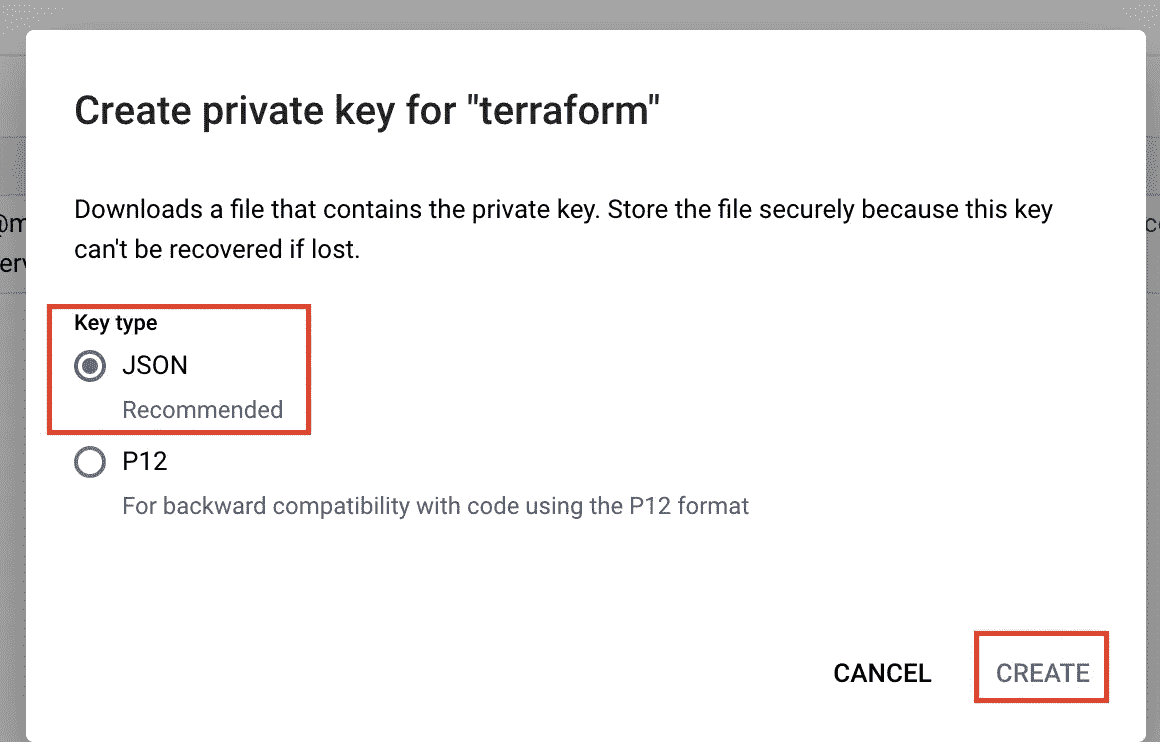 Create private key for "terraform"
Downloads a file that contains the private key. Store the file securely because this key
can't be recovered if lost.
Key type
JSON
Recommended
P12
For backward compatibility with code using the P12 format
CANCEL
CREATE